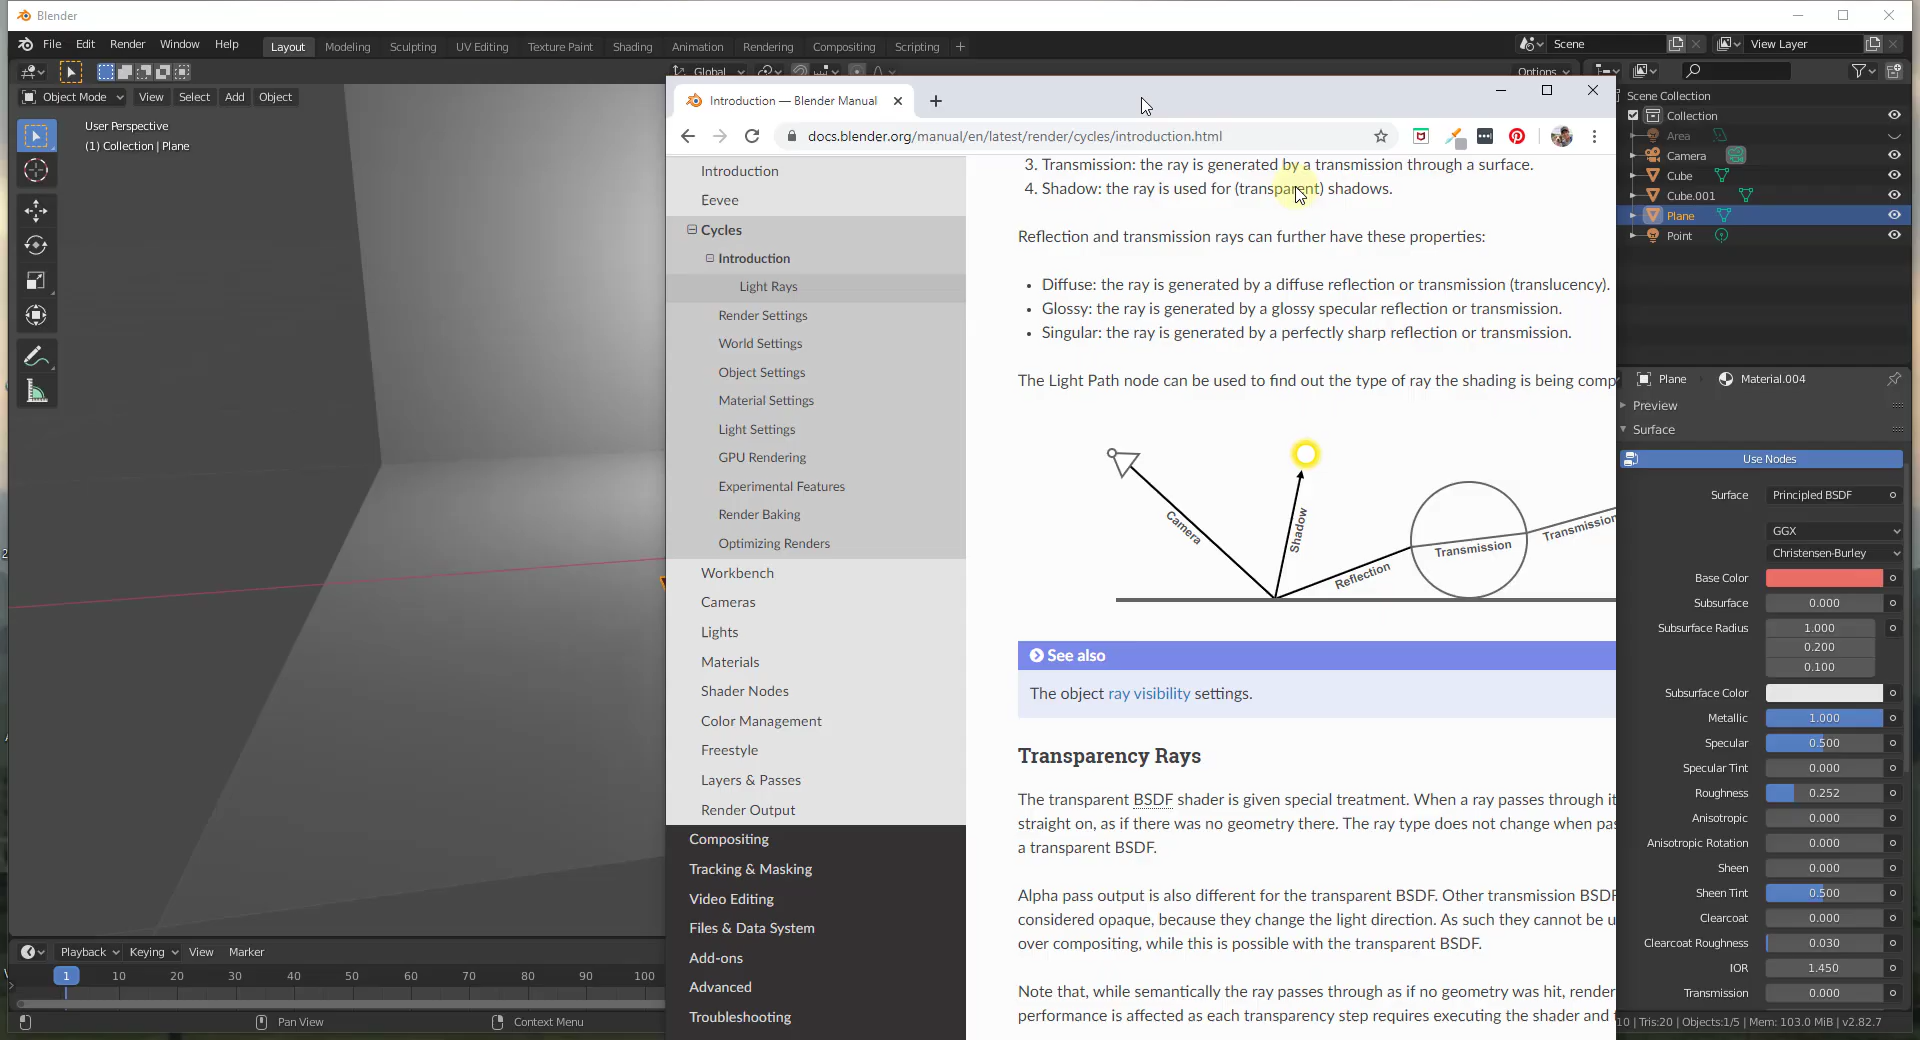 Blender
File Edit Render Window Help Layout Modeling Sculpting UV Editing Texture Paint Shading Animation Rendering Compositing Scripting + Scene View Layer
Global Options
Object Mode View Select Add Object
User Perspective
(1) Collection | Plane
Introduction — Blender Manual
docs.blender.org/manual/en/latest/render/cycles/introduction.html
Introduction
Eevee
Cycles
Introduction
Light Rays
Render Settings
World Settings
Object Settings
Material Settings
Light Settings
GPU Rendering
Experimental Features
Render Baking
Optimizing Renders
Workbench
Cameras
Lights
Materials
Shader Nodes
Color Management
Freestyle
Layers & Passes
Render Output
Compositing
Tracking & Masking
Video Editing
Files & Data System
Add-ons
Advanced
Troubleshooting
3. Transmission: the ray is generated by a transmission through a surface.
4. Shadow: the ray is used for (transparent) shadows.
Reflection and transmission rays can further have these properties:
• Diffuse: the ray is generated by a diffuse reflection or transmission (translucency).
• Glossy: the ray is generated by a glossy specular reflection or transmission.
• Singular: the ray is generated by a perfectly sharp reflection or transmission.
The Light Path node can be used to find out the type of ray the shading is being comp
Camera
Shadow
Reflection
Transmission
Transmission
See also
The object ray visibility settings.
Transparency Rays
The transparent BSDF shader is given special treatment. When a ray passes through it
straight on, as if there was no geometry there. The ray type does not change when pas
a transparent BSDF.
Alpha pass output is also different for the transparent BSDF. Other transmission BSDF
considered opaque, because they change the light direction. As such they cannot be u
over compositing, while this is possible with the transparent BSDF.
Note that, while semantically the ray passes through as if no geometry was hit, render
performance is affected as each transparency step requires executing the shader and
Scene Collection
Collection
Area
Camera
Cube
Cube.001
Plane
Point
Plane Material.004
Preview
Surface
Use Nodes
Surface Principled BSDF
GGX
Christensen-Burley
Base Color
Subsurface 0.000
Subsurface Radius 1.000
0.200
0.100
Subsurface Color
Metallic 1.000
Specular 0.500
Specular Tint 0.000
Roughness 0.252
Anisotropic 0.000
Anisotropic Rotation 0.000
Sheen 0.000
Sheen Tint 0.500
Clearcoat 0.000
Clearcoat Roughness 0.030
IOR 1.450
Transmission 0.000
Playback Keying View Marker
1 10 20 30 40 50 60 70 80 90 100
Pan View Context Menu
10 | Tris:20 | Objects:1/5 | Mem: 103.0 MiB | v2.82.7